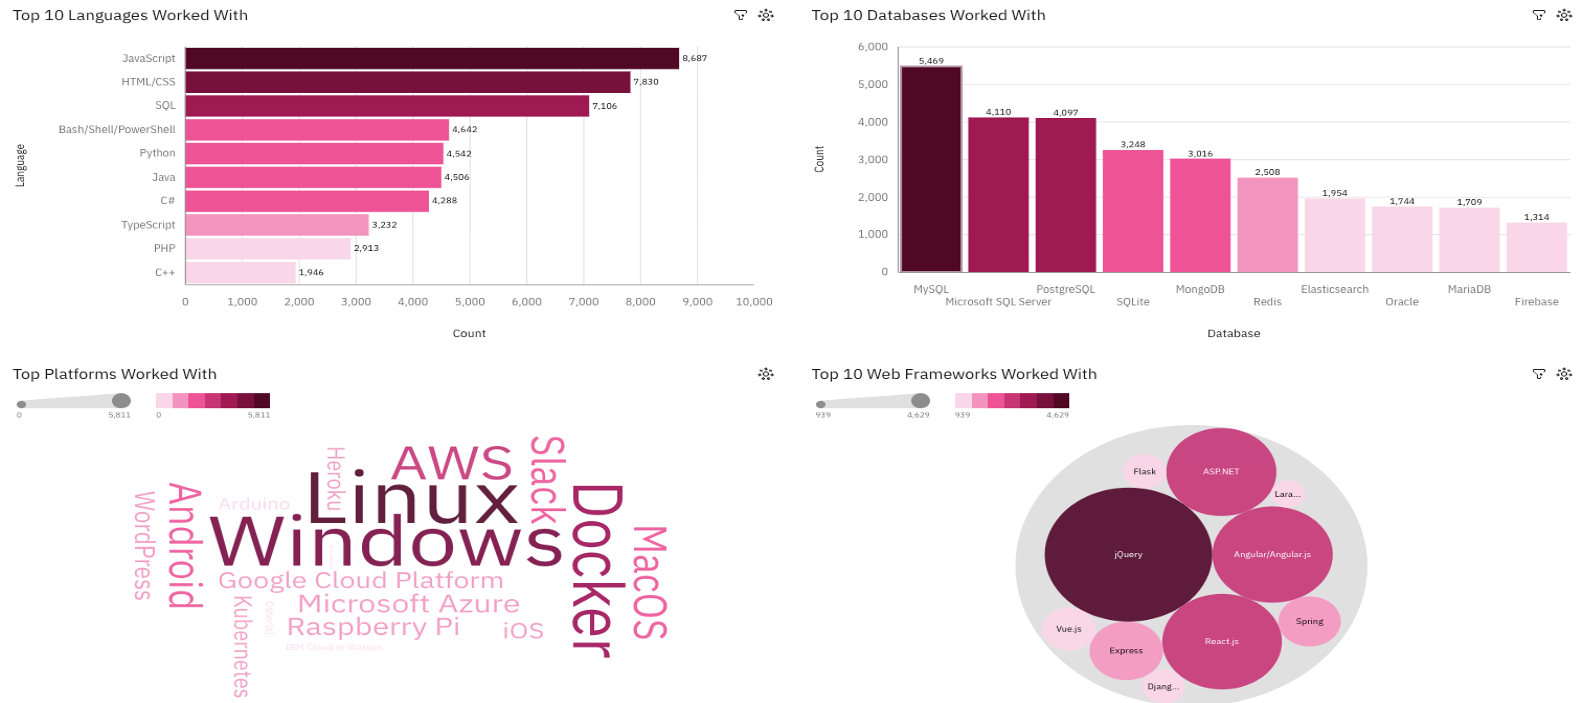 Top 10 Languages Worked With
JavaScript
8,687
HTML/CSS
7,830
SQL
7,106
Bash/Shell/PowerShell
4,642
Python
4,542
Java
4,506
C#
4,288
TypeScript
3,232
PHP
2,913
C++
1,946
Language
0 1,000 2,000 3,000 4,000 5,000 6,000 7,000 8,000 9,000 10,000
Count
Top 10 Databases Worked With
6,000
5,000
4,000
3,000
2,000
1,000
0
Count
5,469
4,110
4,097
3,248
3,016
2,508
1,954
1,744
1,709
1,314
MySQL
Microsoft SQL Server
PostgreSQL
SQLite
MongoDB
Redis
Elasticsearch
Oracle
MariaDB
Firebase
Database
Top Platforms Worked With
0 5,811
0 5,811
Heroku
AWS
Slack
WordPress
Android
Arduino
Linux
Docker
Windows
MacOS
Google Cloud Platform
Kubernetes
Microsoft Azure
Raspberry Pi
iOS
IBM Cloud or Watson
Top 10 Web Frameworks Worked With
939 4,629
939 4,629
Flask
ASP.NET
Lara...
jQuery
Angular/Angular.js
Vue.js
Express
React.js
Spring
Djang...